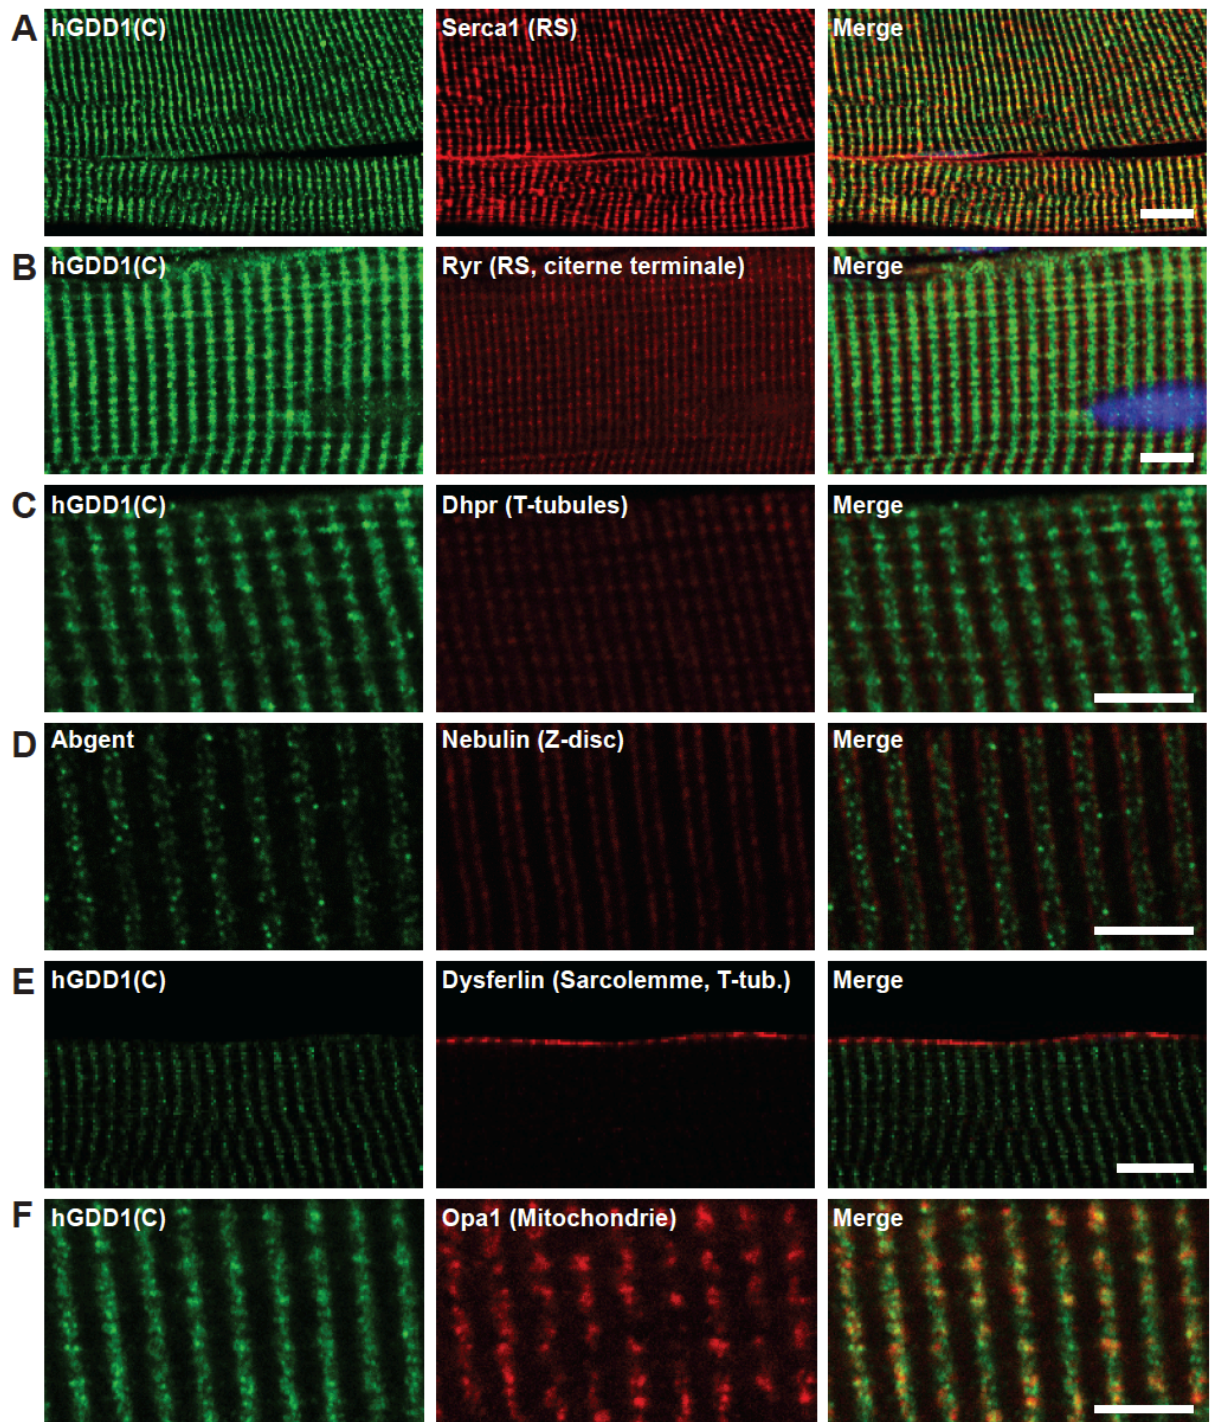 A hGDD1(C) Serca1 (RS) Merge
B hGDD1(C) Ryr (RS, citerne terminale) Merge
C hGDD1(C) Dhpr (T-tubules) Merge
D Abgent Nebulin (Z-disc) Merge
E hGDD1(C) Dysferlin (Sarcolemme, T-tub.) Merge
F hGDD1(C) Opa1 (Mitochondrie) Merge